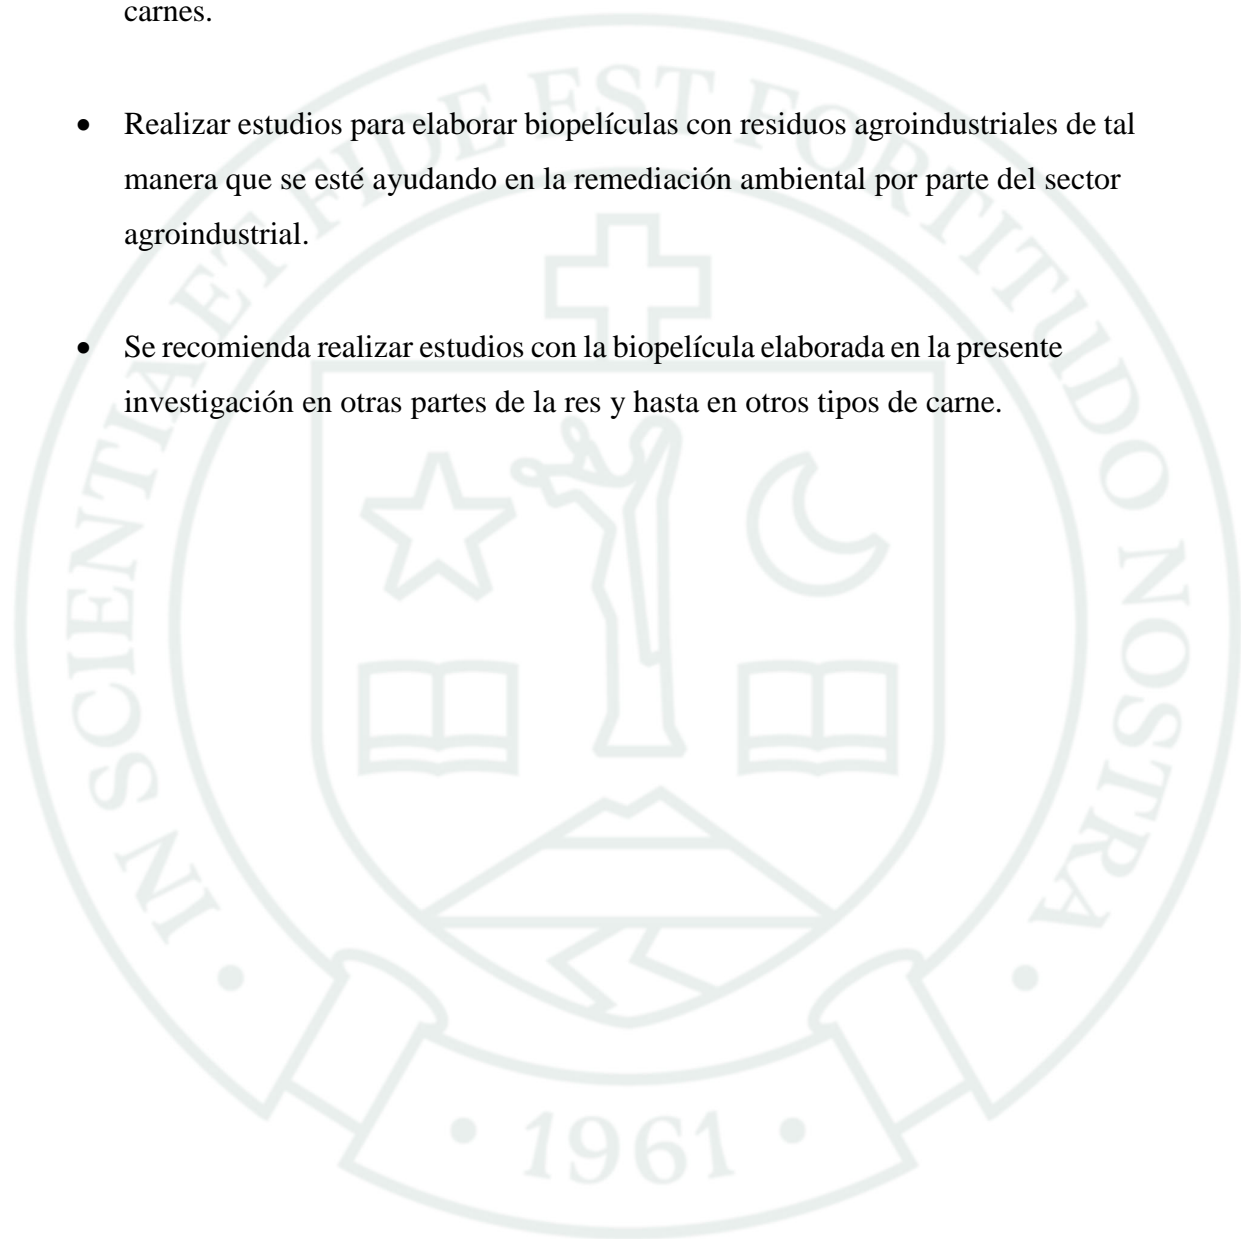 carnes.
• Realizar estudios para elaborar biopelículas con residuos agroindustriales de tal
manera que se esté ayudando en la remediación ambiental por parte del sector
agroindustrial.
• Se recomienda realizar estudios con la biopelícula elaborada en la presente
investigación en otras partes de la res y hasta en otros tipos de carne.
IN SCIENTIA ET FIDE EST FORTITUDO NOSTRA
• 1961 •